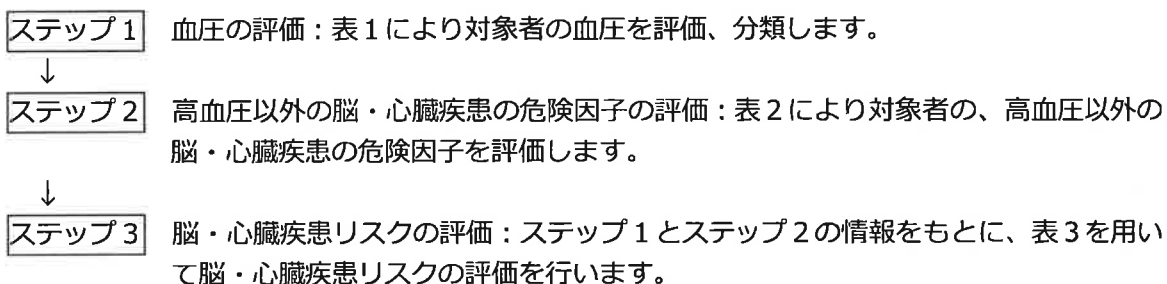 ステップ1 血圧の評価：表1により対象者の血圧を評価、分類します。
↓
ステップ2 高血圧以外の脳・心臓疾患の危険因子の評価：表2により対象者の、高血圧以外の
脳・心臓疾患の危険因子を評価します。
↓
ステップ3 脳・心臓疾患リスクの評価：ステップ1とステップ2の情報をもとに、表3を用い
て脳・心臓疾患リスクの評価を行います。